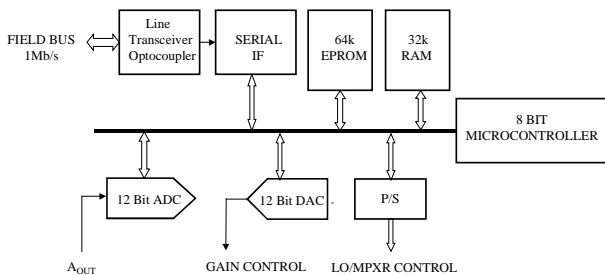 FIELD BUS
1Mb/s
Line
Transceiver
Optocoupler
SERIAL
IF
64k
EPROM
32k
RAM
8 BIT
MICROCONTROLLER
12 Bit ADC
12 Bit DAC
P/S
A_OUT
GAIN CONTROL
LO/MPXR CONTROL